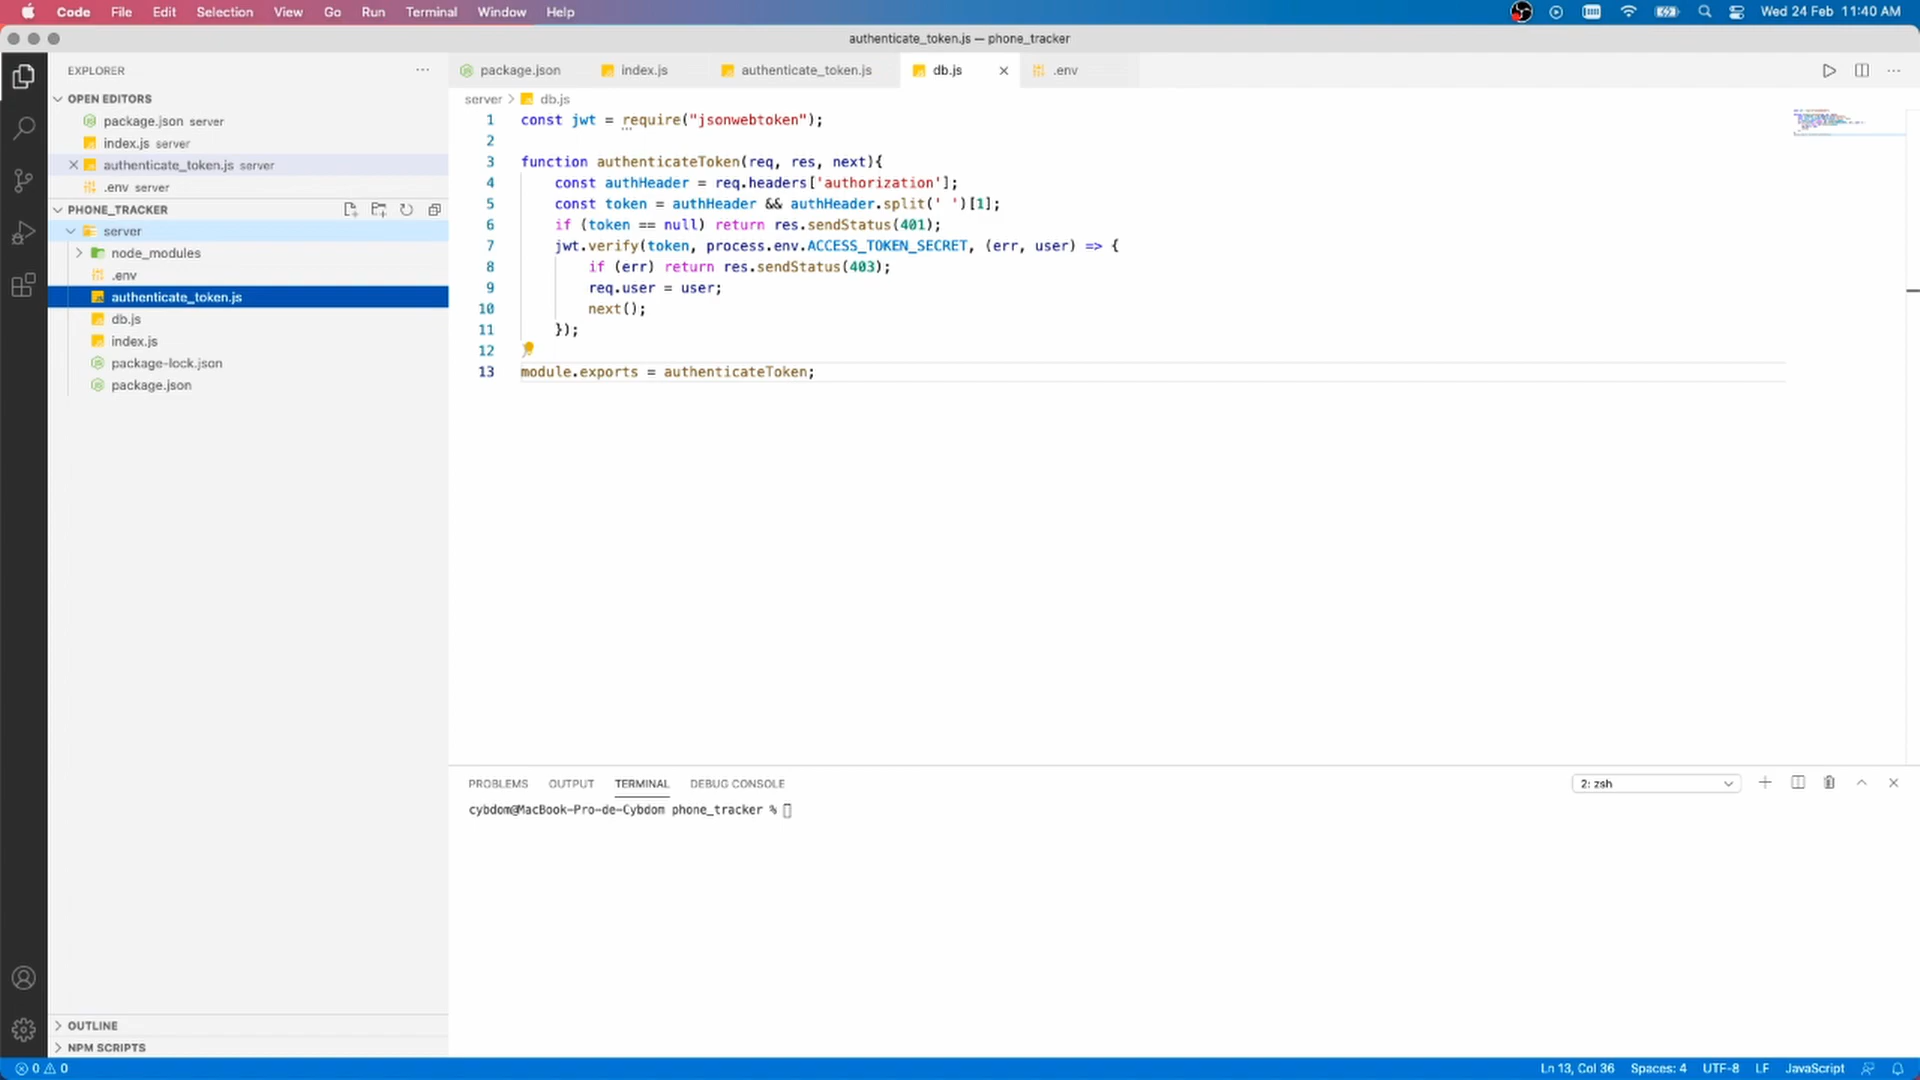 Code File Edit Selection View Go Run Terminal Window Help Wed 24 Feb 11:40 AM
authenticate_token.js — phone_tracker
EXPLORER ···
OPEN EDITORS
package.json server
index.js server
authenticate_token.js server
.env server
PHONE_TRACKER
server
node_modules
.env
authenticate_token.js
db.js
index.js
package-lock.json
package.json
OUTLINE
NPM SCRIPTS
package.json index.js authenticate_token.js db.js .env
server > db.js
1 const jwt = require("jsonwebtoken");
2
3 function authenticateToken(req, res, next){
4 const authHeader = req.headers['authorization'];
5 const token = authHeader && authHeader.split(' ')[1];
6 if (token == null) return res.sendStatus(401);
7 jwt.verify(token, process.env.ACCESS_TOKEN_SECRET, (err, user) => {
8 if (err) return res.sendStatus(403);
9 req.user = user;
10 next();
11 });
12
13 module.exports = authenticateToken;
PROBLEMS OUTPUT TERMINAL DEBUG CONSOLE 2: zsh
cybdom@MacBook-Pro-de-Cybdom phone_tracker %
0 0 Ln 13, Col 36 Spaces: 4 UTF-8 LF JavaScript